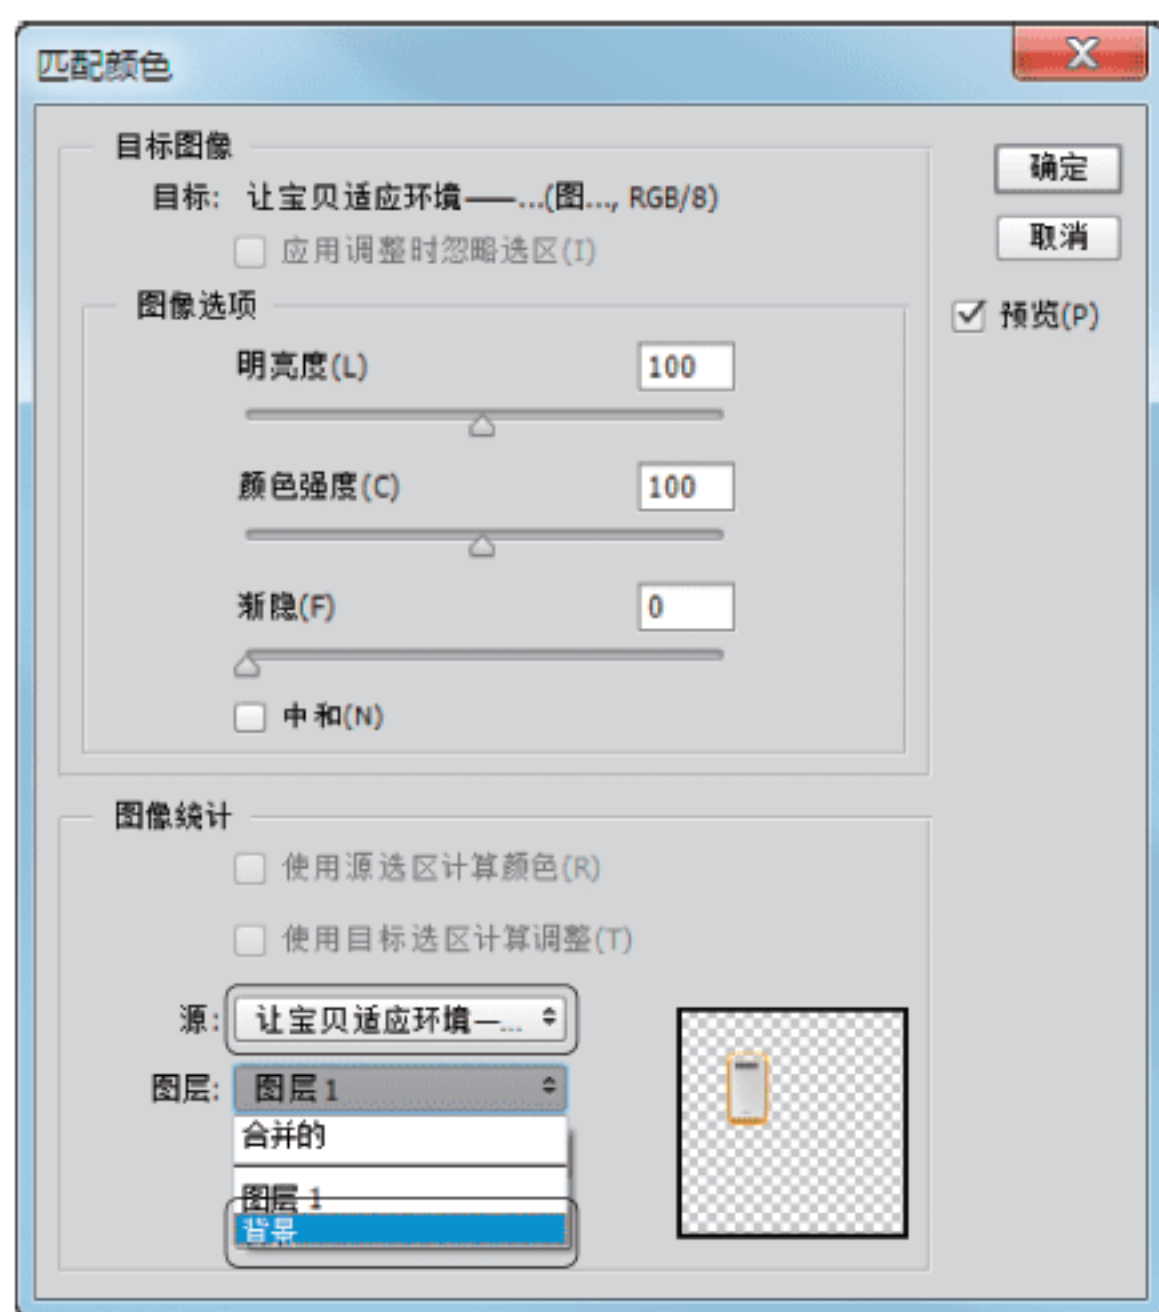 匹配颜色
目标图像
确定
目标: 让宝贝适应环境——...(图..., RGB/8)
取消
应用调整时忽略选区(I)
图像选项
预览(P)
明亮度(L) 100
颜色强度(C) 100
渐隐(F) 0
中和(N)
图像统计
使用源选区计算颜色(R)
使用目标选区计算调整(T)
源: 让宝贝适应环境—...
图层: 图层 1
合并的
图层 1
背景